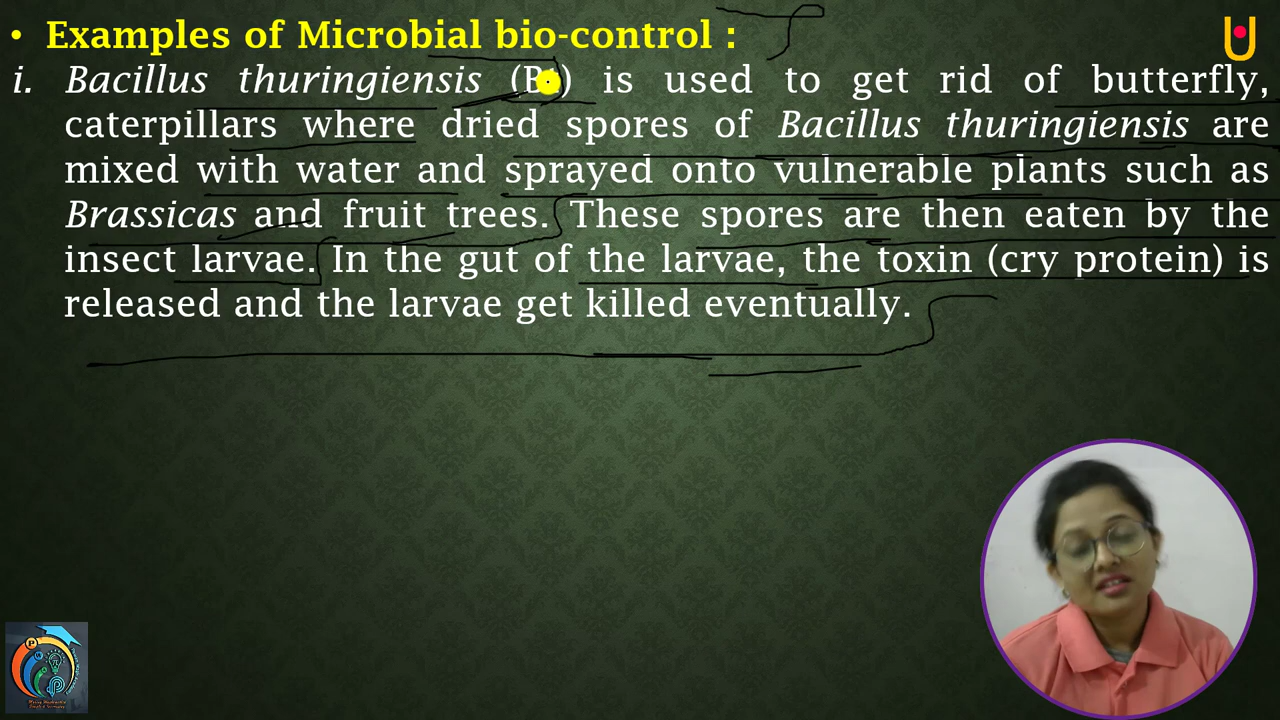 • Examples of Microbial bio-control :
i. Bacillus thuringiensis (Bt) is used to get rid of butterfly,
caterpillars where dried spores of Bacillus thuringiensis are
mixed with water and sprayed onto vulnerable plants such as
Brassicas and fruit trees. These spores are then eaten by the
insect larvae. In the gut of the larvae, the toxin (cry protein) is
released and the larvae get killed eventually.